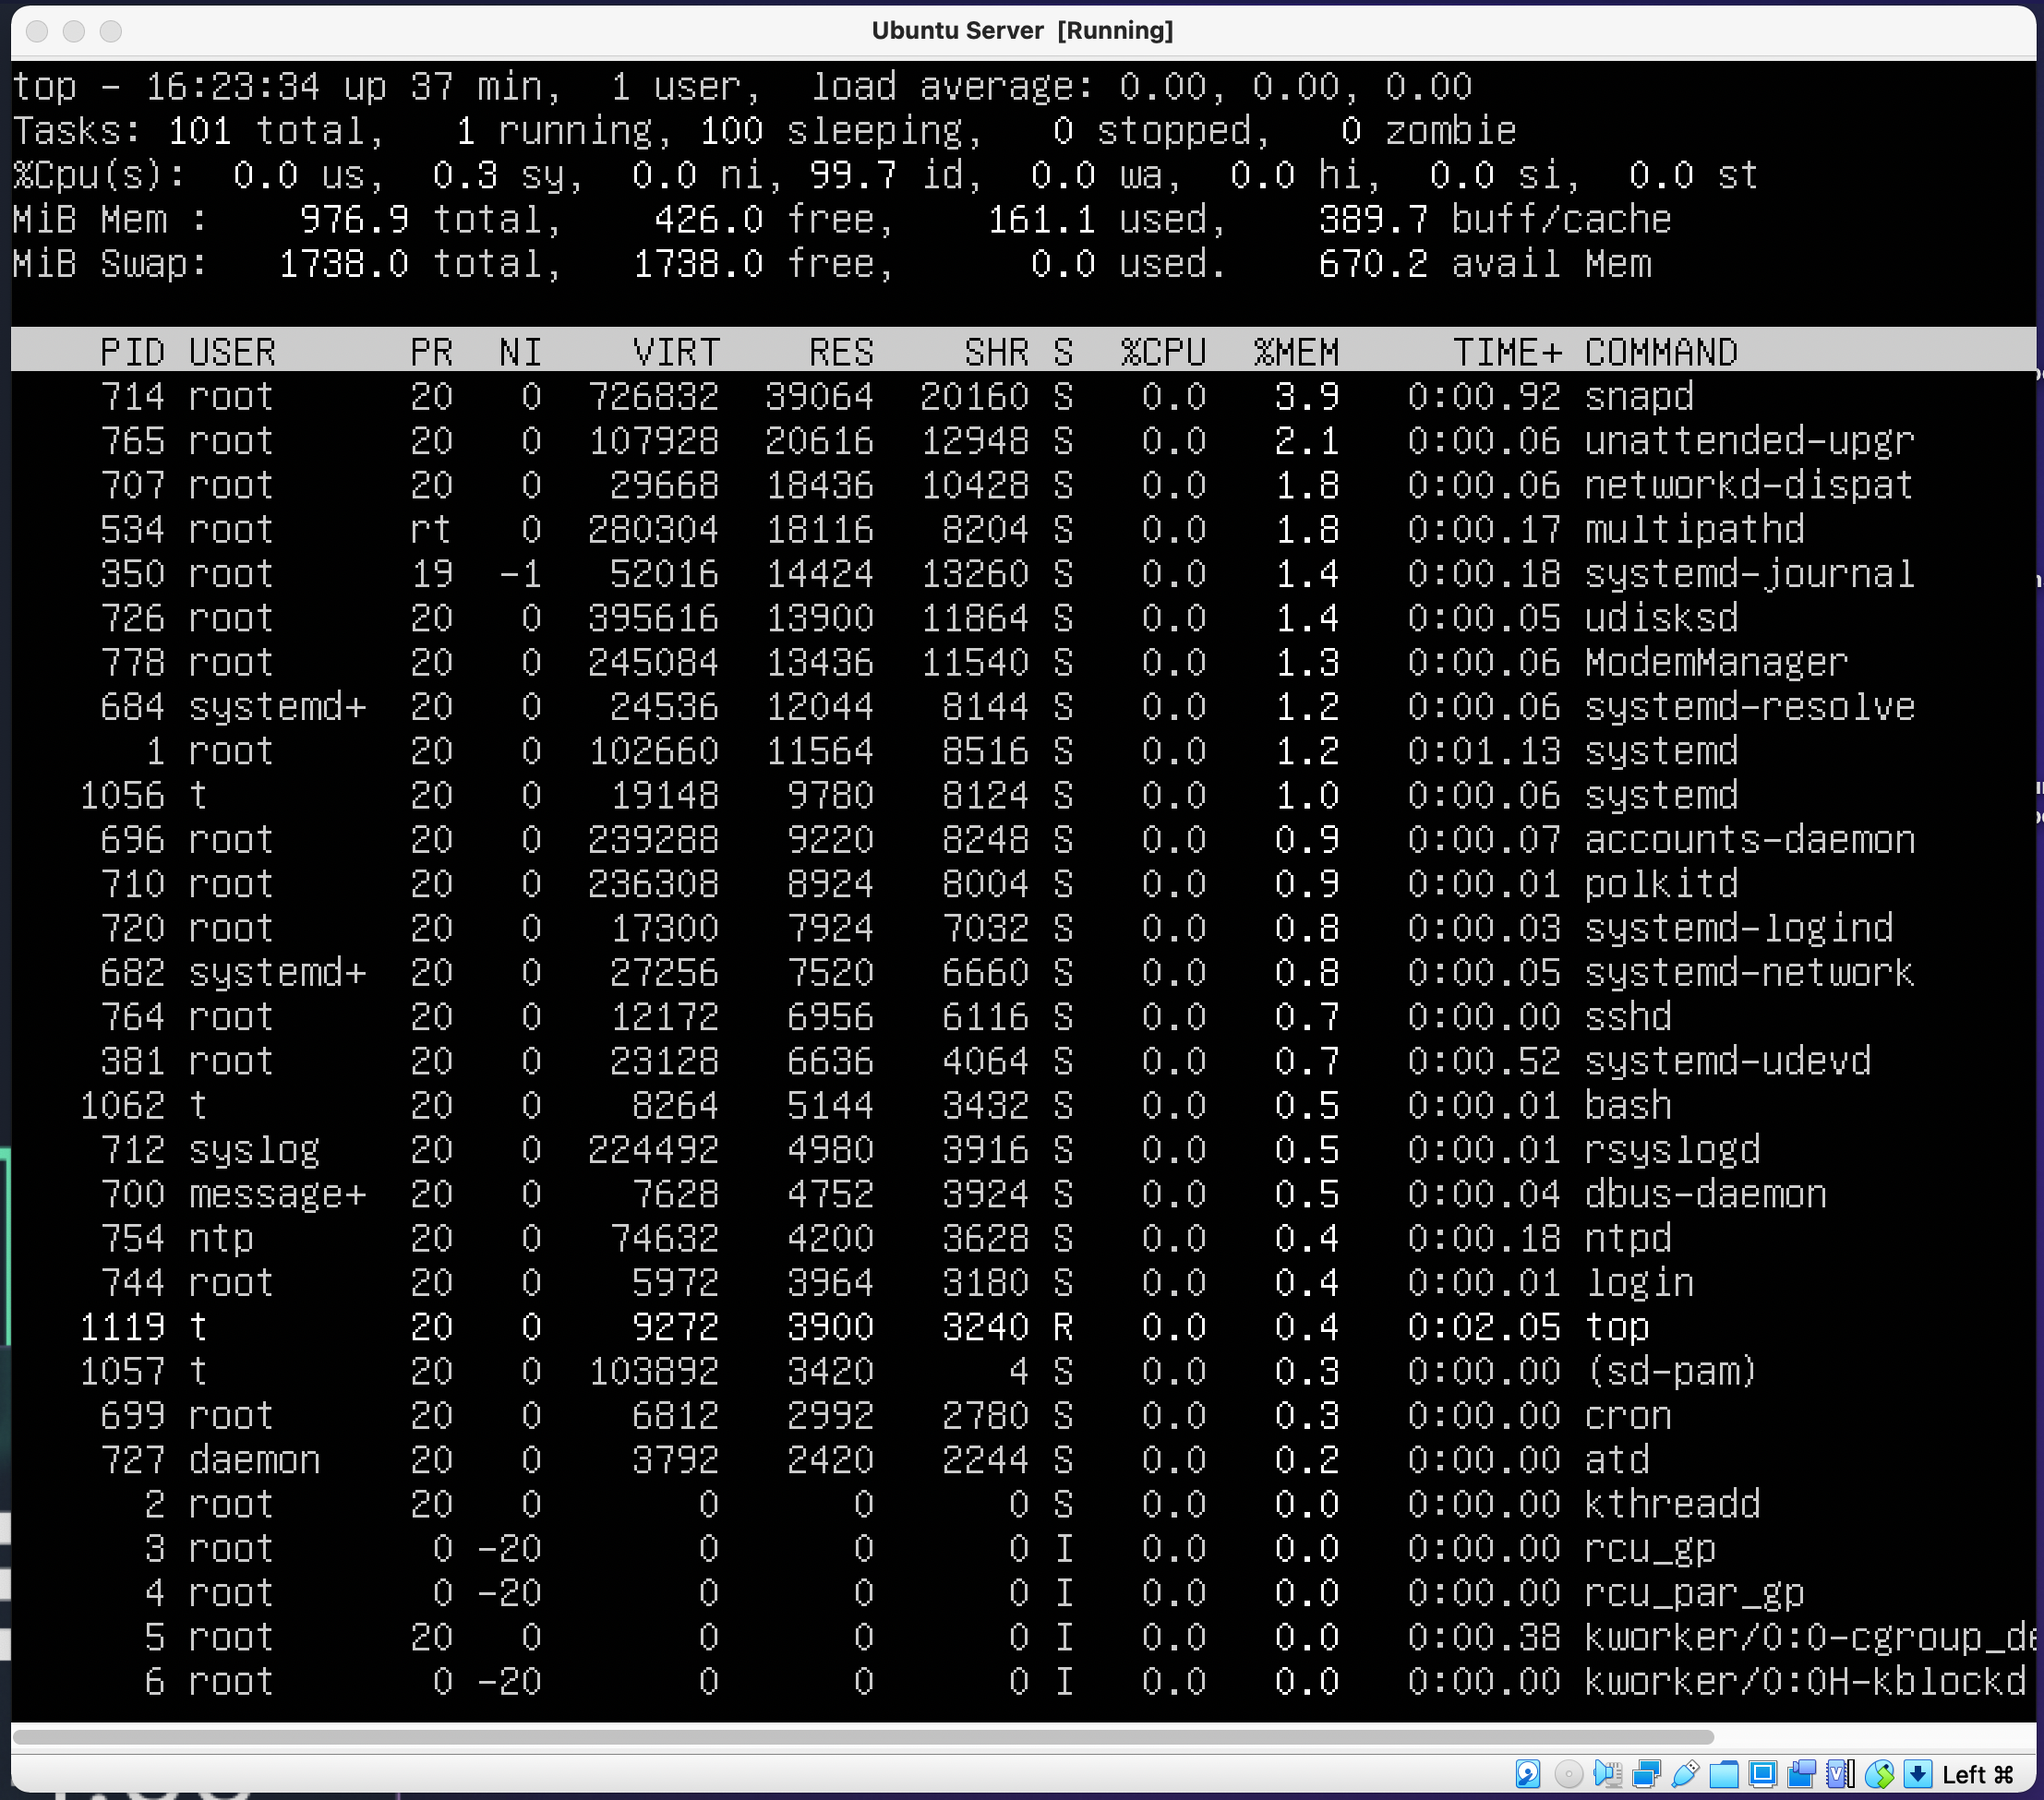 Ubuntu Server [Running]
top - 16:23:34 up 37 min,  1 user,  load average: 0.00, 0.00, 0.00
Tasks: 101 total,   1 running, 100 sleeping,   0 stopped,   0 zombie
%Cpu(s):  0.0 us,  0.3 sy,  0.0 ni, 99.7 id,  0.0 wa,  0.0 hi,  0.0 si,  0.0 st
MiB Mem :    976.9 total,    426.0 free,    161.1 used,    389.7 buff/cache
MiB Swap:   1738.0 total,   1738.0 free,      0.0 used.    670.2 avail Mem
PID USER PR NI VIRT RES SHR S %CPU %MEM TIME+ COMMAND
714 root 20 0 726832 39064 20160 S 0.0 3.9 0:00.92 snapd
765 root 20 0 107928 20616 12948 S 0.0 2.1 0:00.06 unattended-upgr
707 root 20 0 29668 18436 10428 S 0.0 1.8 0:00.06 networkd-dispat
534 root rt 0 280304 18116 8204 S 0.0 1.8 0:00.17 multipathd
350 root 19 -1 52016 14424 13260 S 0.0 1.4 0:00.18 systemd-journal
726 root 20 0 395616 13900 11864 S 0.0 1.4 0:00.05 udisksd
778 root 20 0 245084 13436 11540 S 0.0 1.3 0:00.06 ModemManager
684 systemd+ 20 0 24536 12044 8144 S 0.0 1.2 0:00.06 systemd-resolve
1 root 20 0 102660 11564 8516 S 0.0 1.2 0:01.13 systemd
1056 t 20 0 19148 9780 8124 S 0.0 1.0 0:00.06 systemd
696 root 20 0 239288 9220 8248 S 0.0 0.9 0:00.07 accounts-daemon
710 root 20 0 236308 8924 8004 S 0.0 0.9 0:00.01 polkitd
720 root 20 0 17300 7924 7032 S 0.0 0.8 0:00.03 systemd-logind
682 systemd+ 20 0 27256 7520 6660 S 0.0 0.8 0:00.05 systemd-network
764 root 20 0 12172 6956 6116 S 0.0 0.7 0:00.00 sshd
381 root 20 0 23128 6636 4064 S 0.0 0.7 0:00.52 systemd-udevd
1062 t 20 0 8264 5144 3432 S 0.0 0.5 0:00.01 bash
712 syslog 20 0 224492 4980 3916 S 0.0 0.5 0:00.01 rsyslogd
700 message+ 20 0 7628 4752 3924 S 0.0 0.5 0:00.04 dbus-daemon
754 ntp 20 0 74632 4200 3628 S 0.0 0.4 0:00.18 ntpd
744 root 20 0 5972 3964 3180 S 0.0 0.4 0:00.01 login
1119 t 20 0 9272 3900 3240 R 0.0 0.4 0:02.05 top
1057 t 20 0 103892 3420 4 S 0.0 0.3 0:00.00 (sd-pam)
699 root 20 0 6812 2992 2780 S 0.0 0.3 0:00.00 cron
727 daemon 20 0 3792 2420 2244 S 0.0 0.2 0:00.00 atd
2 root 20 0 0 0 0 S 0.0 0.0 0:00.00 kthreadd
3 root 0 -20 0 0 0 I 0.0 0.0 0:00.00 rcu_gp
4 root 0 -20 0 0 0 I 0.0 0.0 0:00.00 rcu_par_gp
5 root 20 0 0 0 0 I 0.0 0.0 0:00.38 kworker/0:0-cgroup_de
6 root 0 -20 0 0 0 I 0.0 0.0 0:00.00 kworker/0:0H-kblockd
Left ⌘